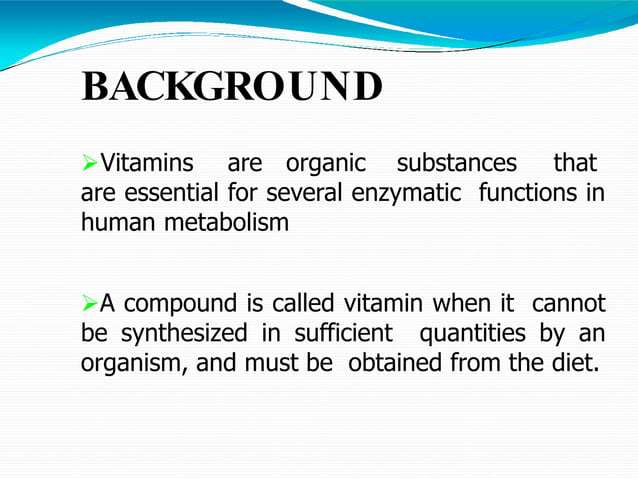 BACKGROUND
➢Vitamins are organic substances that
are essential for several enzymatic functions in
human metabolism
➢A compound is called vitamin when it cannot
be synthesized in sufficient quantities by an
organism, and must be obtained from the diet.